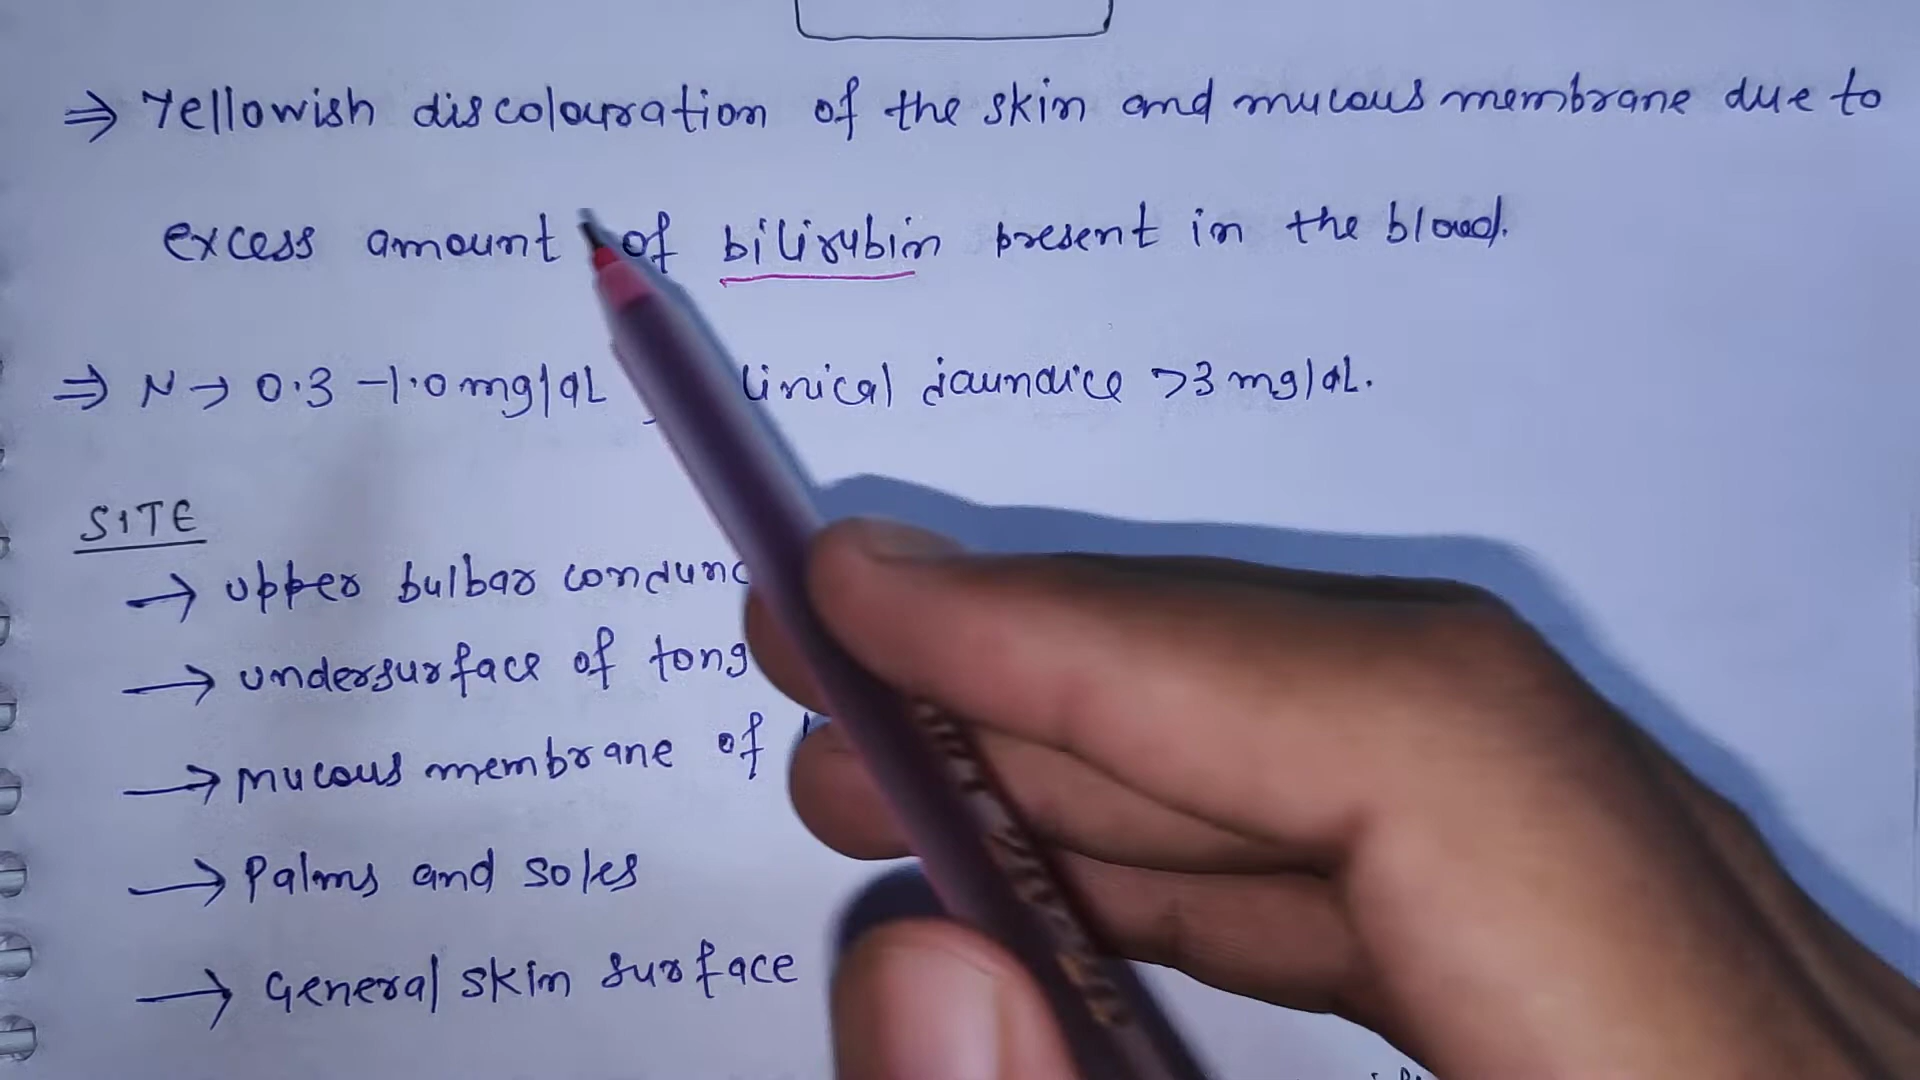 ⇒ Yellowish discolouration of the skin and mucous membrane due to
excess amount of bilirubin present in the blood.
⇒ N → 0.3 - 1.0 mg/dL linical jaundice >3 mg/dL.
SITE
→ upper bulbar conjunc
→ undersurface of tong
→ mucous membrane of
→ Palms and soles
→ General skin surface